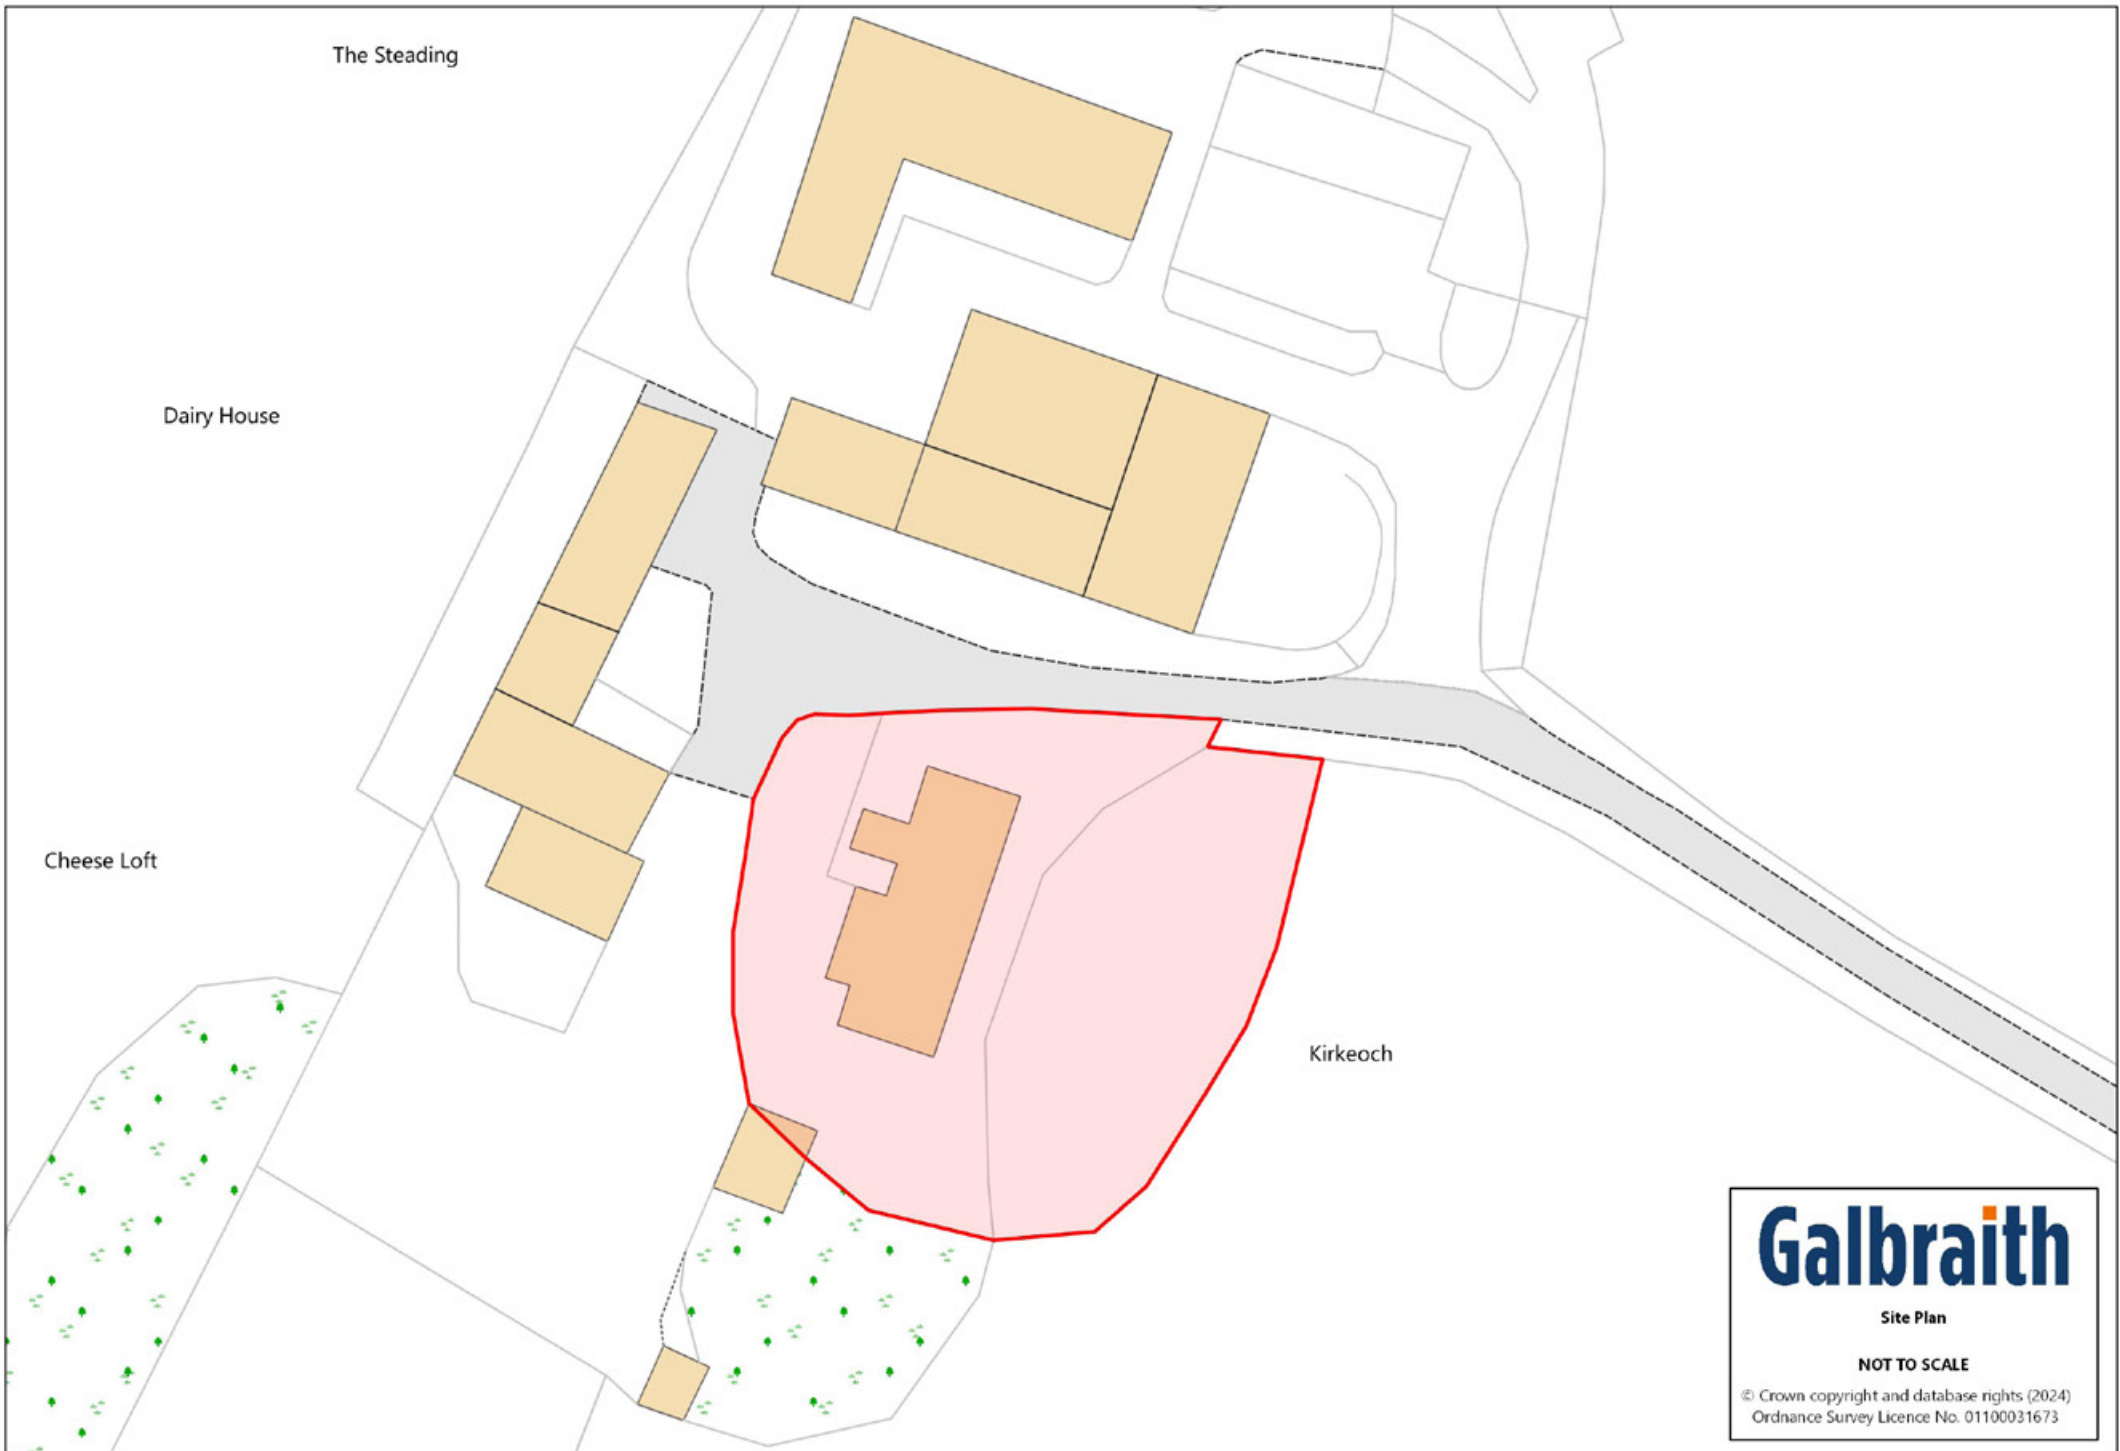 The Steading
Dairy House
Cheese Loft
Kirkeoch
Galbraith
Site Plan
NOT TO SCALE
© Crown copyright and database rights (2024)
Ordnance Survey Licence No. 01100031673